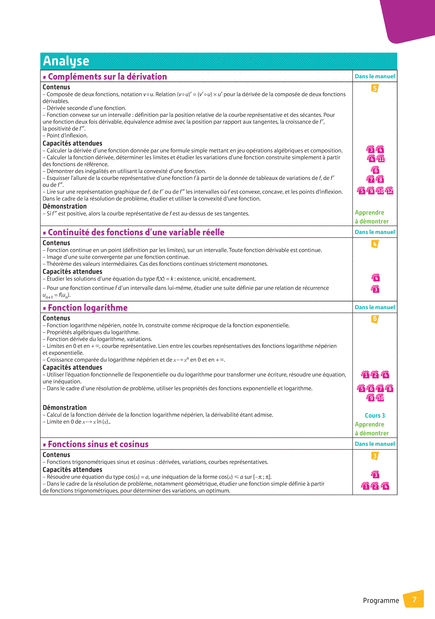 Analyse
• Compléments sur la dérivation Dans le manuel
Contenus 5
– Composée de deux fonctions, notation v∘u. Relation (v∘u)' = (v'∘u) × u' pour la dérivée de la composée de deux fonctions
dérivables.
– Dérivée seconde d'une fonction.
– Fonction convexe sur un intervalle : définition par la position relative de la courbe représentative et des sécantes. Pour
une fonction deux fois dérivable, équivalence admise avec la position par rapport aux tangentes, la croissance de f',
la positivité de f''.
– Point d'inflexion.
Capacités attendues
– Calculer la dérivée d'une fonction donnée par une formule simple mettant en jeu opérations algébriques et composition.
– Calculer la fonction dérivée, déterminer les limites et étudier les variations d'une fonction construite simplement à partir
des fonctions de référence.
– Démontrer des inégalités en utilisant la convexité d'une fonction.
– Esquisser l'allure de la courbe représentative d'une fonction f à partir de la donnée de tableaux de variations de f, de f'
ou de f''.
– Lire sur une représentation graphique de f, de f' ou de f'' les intervalles où f est convexe, concave, et les points d'inflexion.
Dans le cadre de la résolution de problème, étudier et utiliser la convexité d'une fonction.
Démonstration
– Si f'' est positive, alors la courbe représentative de f est au-dessus de ses tangentes. Apprendre
à démontrer
• Continuité des fonctions d'une variable réelle Dans le manuel
Contenus 4
– Fonction continue en un point (définition par les limites), sur un intervalle. Toute fonction dérivable est continue.
– Image d'une suite convergente par une fonction continue.
– Théorème des valeurs intermédiaires. Cas des fonctions continues strictement monotones.
Capacités attendues
– Étudier les solutions d'une équation du type f(x) = k : existence, unicité, encadrement.
– Pour une fonction continue f d'un intervalle dans lui-même, étudier une suite définie par une relation de récurrence
uₙ₊₁ = f(uₙ).
• Fonction logarithme Dans le manuel
Contenus
– Fonction logarithme népérien, notée ln, construite comme réciproque de la fonction exponentielle.
– Propriétés algébriques du logarithme.
– Fonction dérivée du logarithme, variations.
– Limites en 0 et en +∞, courbe représentative. Lien entre les courbes représentatives des fonctions logarithme népérien
et exponentielle.
– Croissance comparée du logarithme népérien et de x ↦ xⁿ en 0 et en +∞.
Capacités attendues
– Utiliser l'équation fonctionnelle de l'exponentielle ou du logarithme pour transformer une écriture, résoudre une équation,
une inéquation.
– Dans le cadre d'une résolution de problème, utiliser les propriétés des fonctions exponentielle et logarithme.
Démonstration
– Calcul de la fonction dérivée de la fonction logarithme népérien, la dérivabilité étant admise. Cours 3
– Limite en 0 de x ↦ x ln (x). Apprendre
à démontrer
• Fonctions sinus et cosinus Dans le manuel
Contenus
– Fonctions trigonométriques sinus et cosinus : dérivées, variations, courbes représentatives.
Capacités attendues
– Résoudre une équation du type cos(x) = a, une inéquation de la forme cos(x) ⩽ a sur [– π ; π].
– Dans le cadre de la résolution de problème, notamment géométrique, étudier une fonction simple définie à partir
de fonctions trigonométriques, pour déterminer des variations, un optimum.
Programme 7